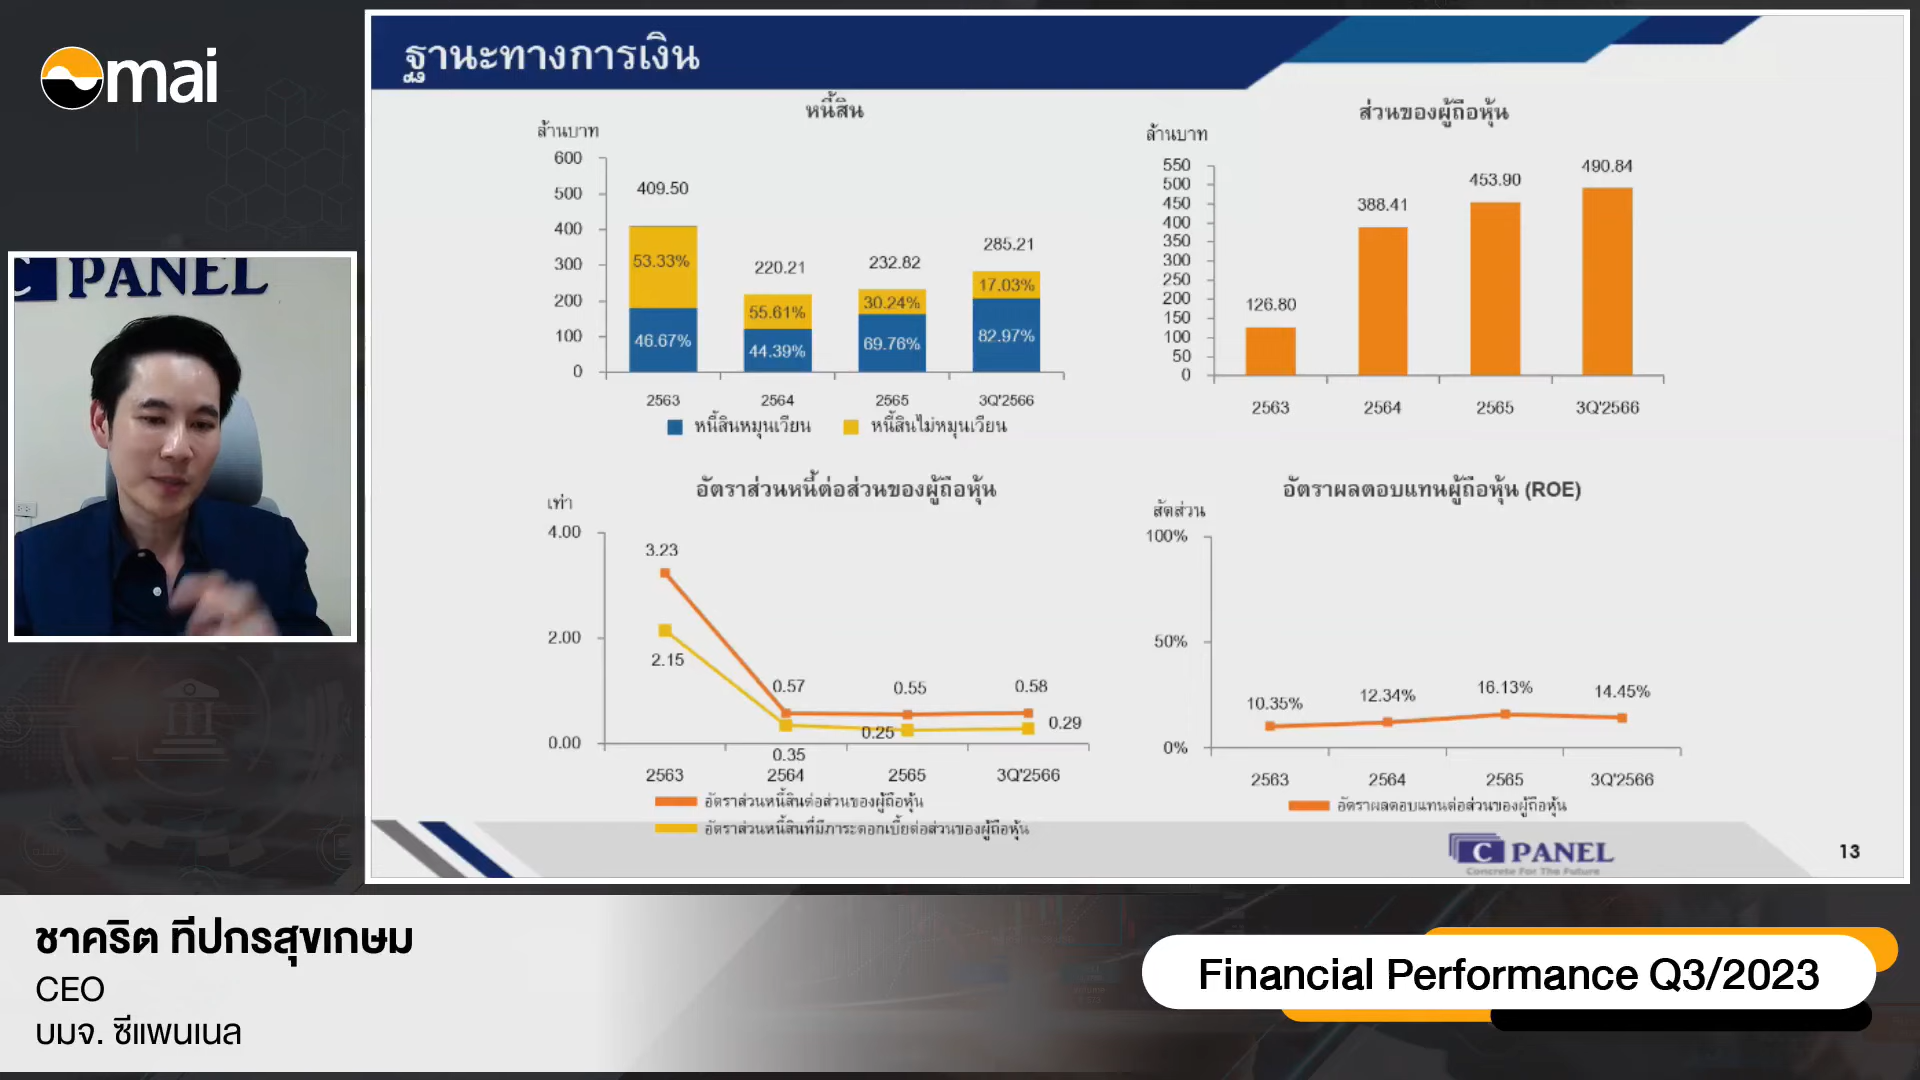 mai
ฐานะทางการเงิน
หนี้สิน
ล้านบาท
600
500
400
300
200
100
0
409.50
220.21
232.82
285.21
53.33%
55.61%
30.24%
17.03%
46.67%
44.39%
69.76%
82.97%
2563 2564 2565 3Q'2566
หนี้สินหมุนเวียน หนี้สินไม่หมุนเวียน
ส่วนของผู้ถือหุ้น
ล้านบาท
550
500
450
400
350
300
250
200
150
100
50
0
126.80
388.41
453.90
490.84
2563 2564 2565 3Q'2566
C PANEL
อัตราส่วนหนี้ต่อส่วนของผู้ถือหุ้น
เท่า
4.00
2.00
0.00
3.23
0.57
0.55
0.58
2.15
0.35
0.25
0.29
2563 2564 2565 3Q'2566
อัตราส่วนหนี้สินต่อส่วนของผู้ถือหุ้น
อัตราส่วนหนี้สินที่มีภาระดอกเบี้ยต่อส่วนของผู้ถือหุ้น
อัตราผลตอบแทนผู้ถือหุ้น (ROE)
สัดส่วน
100%
50%
0%
10.35%
12.34%
16.13%
14.45%
2563 2564 2565 3Q'2566
อัตราผลตอบแทนต่อส่วนของผู้ถือหุ้น
C PANEL
Concrete For The Future
13
ชาคริต ทีปกรสุขเกษม
CEO
บมจ. ซีแพนเนล
Financial Performance Q3/2023